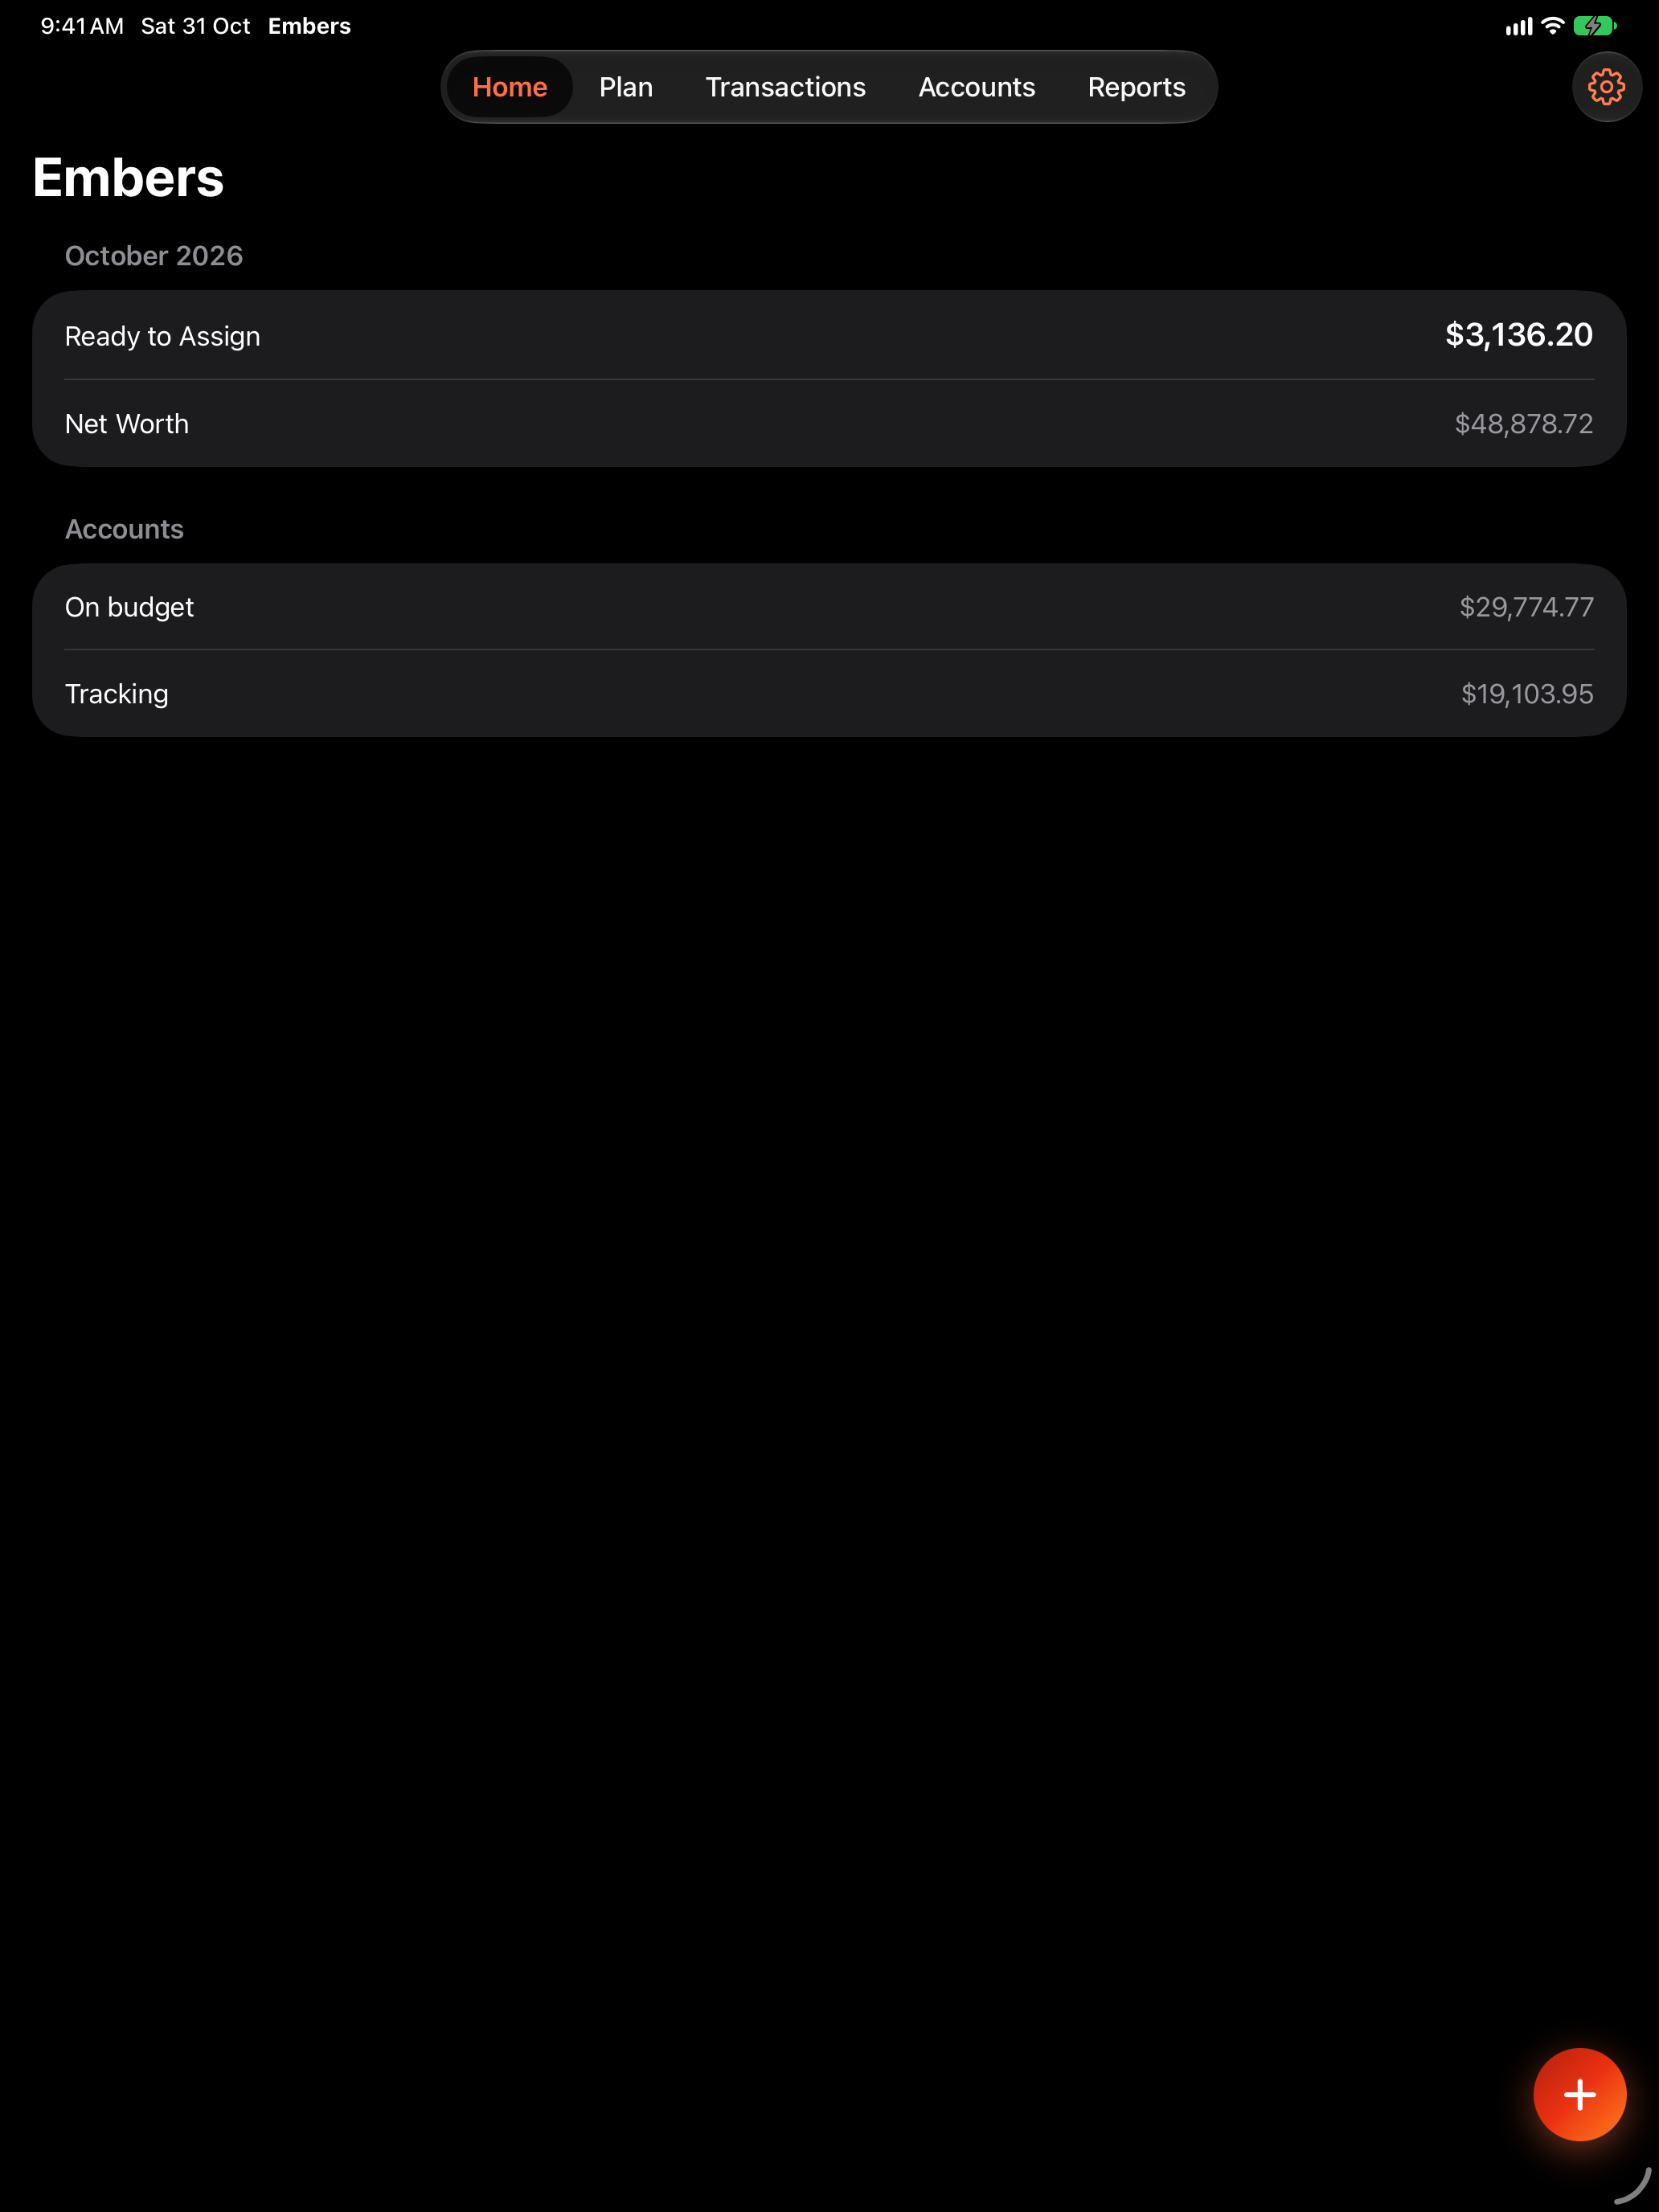 9:41 AM Sat 31 Oct Embers
Home Plan Transactions Accounts Reports
Embers
October 2026
Ready to Assign $3,136.20
Net Worth $48,878.72
Accounts
On budget $29,774.77
Tracking $19,103.95